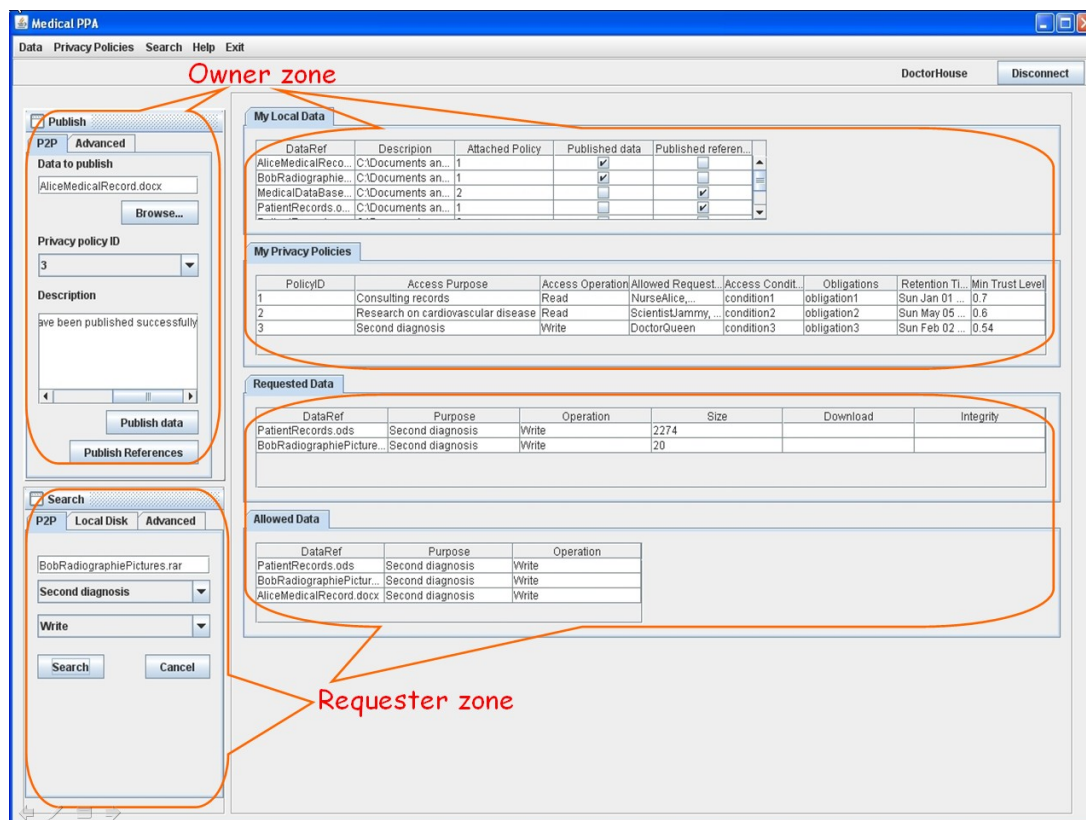 Medical PPA
Data Privacy Policies Search Help Exit
Owner zone
DoctorHouse Disconnect
Publish
P2P Advanced
Data to publish
AliceMedicalRecord.docx
Browse...
Privacy policy ID
3
Description
ave been published successfully
Publish data
Publish References
My Local Data
DataRef Descripion Attached Policy Published data Published referen...
AliceMedicalReco... C:\Documents an... 1
BobRadiographie... C:\Documents an... 1
MedicalDataBase... C:\Documents an... 2
PatientRecords.o... C:\Documents an... 1
My Privacy Policies
PolicyID Access Purpose Access Operation Allowed Request... Access Condit... Obligations Retention Ti... Min Trust Level
1 Consulting records Read NurseAlice,... condition1 obligation1 Sun Jan 01 ... 0.7
2 Research on cardiovascular disease Read ScientistJammy, ... condition2 obligation2 Sun May 05 ... 0.6
3 Second diagnosis Write DoctorQueen condition3 obligation3 Sun Feb 02 ... 0.54
Requested Data
DataRef Purpose Operation Size Download Integrity
PatientRecords.ods Second diagnosis Write 2274
BobRadiographiePicture... Second diagnosis Write 20
Search
P2P Local Disk Advanced
BobRadiographiePictures.rar
Second diagnosis
Write
Search Cancel
Allowed Data
DataRef Purpose Operation
PatientRecords.ods Second diagnosis Write
BobRadiographiePictur... Second diagnosis Write
AliceMedicalRecord.docx Second diagnosis Write
Requester zone